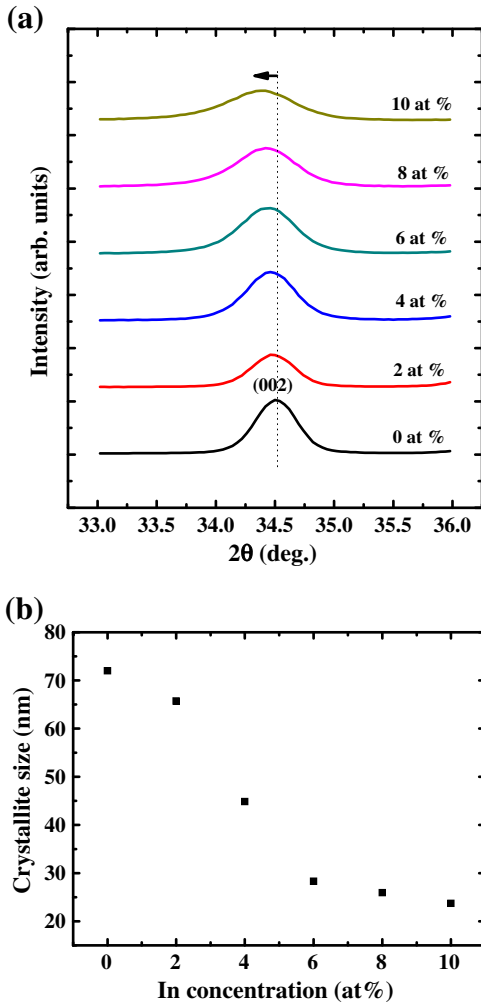 (a)
10 at %
8 at %
6 at %
4 at %
2 at %
(002)
0 at %
Intensity (arb. units)
33.0 33.5 34.0 34.5 35.0 35.5 36.0
2θ (deg.)
(b)
80
70
60
50
40
30
20
Crystallite size (nm)
0 2 4 6 8 10
In concentration (at%)